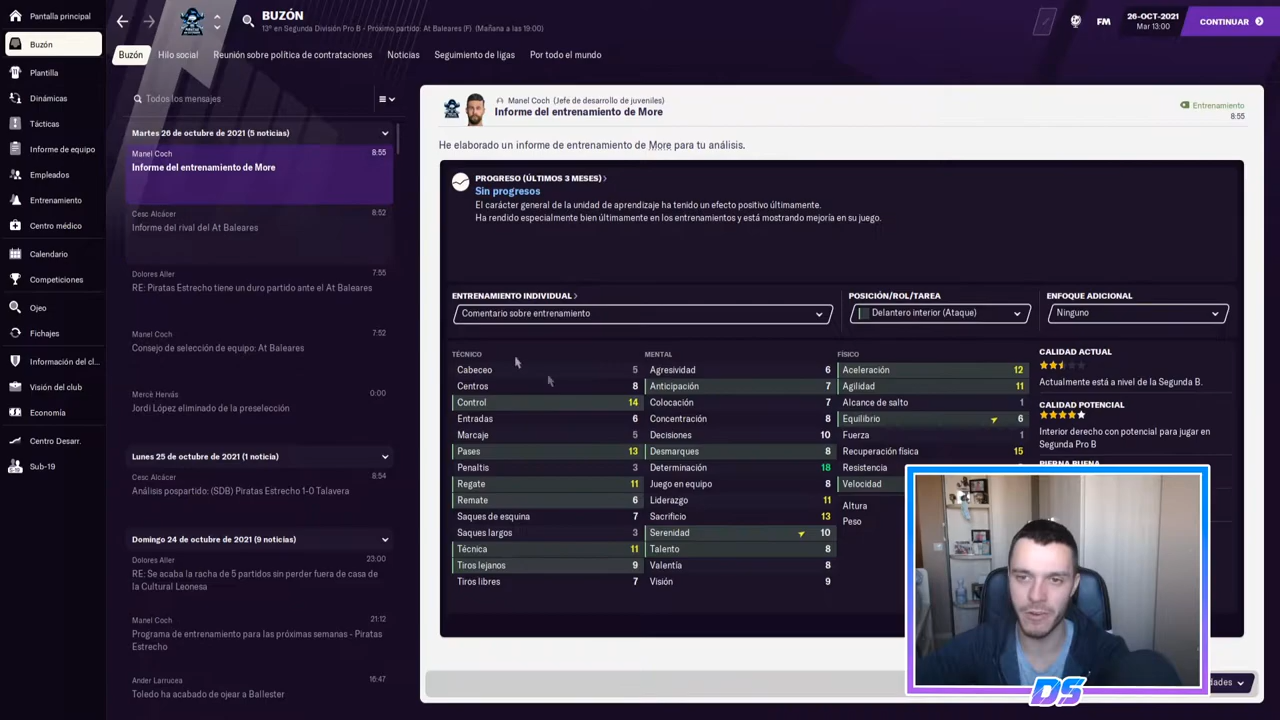 Pantalla principal
Buzón
Plantilla
Dinámicas
Tácticas
Informe de equipo
Empleados
Entrenamiento
Centro médico
Calendario
Competiciones
Ojeo
Fichajes
Información del cl...
Visión del club
Economía
Centro Desarr.
Sub-19
BUZÓN
13º en Segunda División Pro B - Próximo partido: At Baleares (F) (Mañana a las 19:00)
FM
26-OCT-2021
Mar 13:00
CONTINUAR
Buzón
Hilo social
Reunión sobre política de contrataciones
Noticias
Seguimiento de ligas
Por todo el mundo
Todos los mensajes
Martes 26 de octubre de 2021 (5 noticias)
Manel Coch 8:55
Informe del entrenamiento de More
Cesc Alcácer 8:52
Informe del rival del At Baleares
Dolores Aller 7:55
RE: Piratas Estrecho tiene un duro partido ante el At Baleares
Manel Coch 7:52
Consejo de selección de equipo: At Baleares
Mercè Hervás 0:00
Jordi López eliminado de la preselección
Lunes 25 de octubre de 2021 (1 noticia)
Cesc Alcácer 8:54
Análisis pospartido: (SDB) Piratas Estrecho 1-0 Talavera
Domingo 24 de octubre de 2021 (9 noticias)
Dolores Aller 23:00
RE: Se acaba la racha de 5 partidos sin perder fuera de casa de
la Cultural Leonesa
Manel Coch 21:12
Programa de entrenamiento para las próximas semanas - Piratas
Estrecho
Ander Larrucea 16:47
Toledo ha acabado de ojear a Ballester
Manel Coch (Jefe de desarrollo de juveniles)
Informe del entrenamiento de More
Entrenamiento
8:55
He elaborado un informe de entrenamiento de More para tu análisis.
PROGRESO (ÚLTIMOS 3 MESES)
Sin progresos
El carácter general de la unidad de aprendizaje ha tenido un efecto positivo últimamente.
Ha rendido especialmente bien últimamente en los entrenamientos y está mostrando mejoría en su juego.
ENTRENAMIENTO INDIVIDUAL
Comentario sobre entrenamiento
POSICIÓN/ROL/TAREA
Delantero interior (Ataque)
ENFOQUE ADICIONAL
Ninguno
TÉCNICO
Cabeceo 5
Centros 8
Control 14
Entradas 6
Marcaje 5
Pases 13
Penaltis 3
Regate 11
Remate 6
Saques de esquina 7
Saques largos 3
Técnica 11
Tiros lejanos 9
Tiros libres 7
MENTAL
Agresividad 6
Anticipación 7
Colocación 7
Concentración 8
Decisiones 10
Desmarques 8
Determinación 18
Juego en equipo 8
Liderazgo 11
Sacrificio 13
Serenidad 10
Talento 8
Valentía 8
Visión 9
FÍSICO
Aceleración 12
Agilidad 11
Alcance de salto 1
Equilibrio 6
Fuerza 1
Recuperación física 15
Resistencia
Velocidad
Altura
Peso
CALIDAD ACTUAL
Actualmente está a nivel de la Segunda B.
CALIDAD POTENCIAL
Interior derecho con potencial para jugar en
Segunda Pro B
PIERNA BUENA
DS